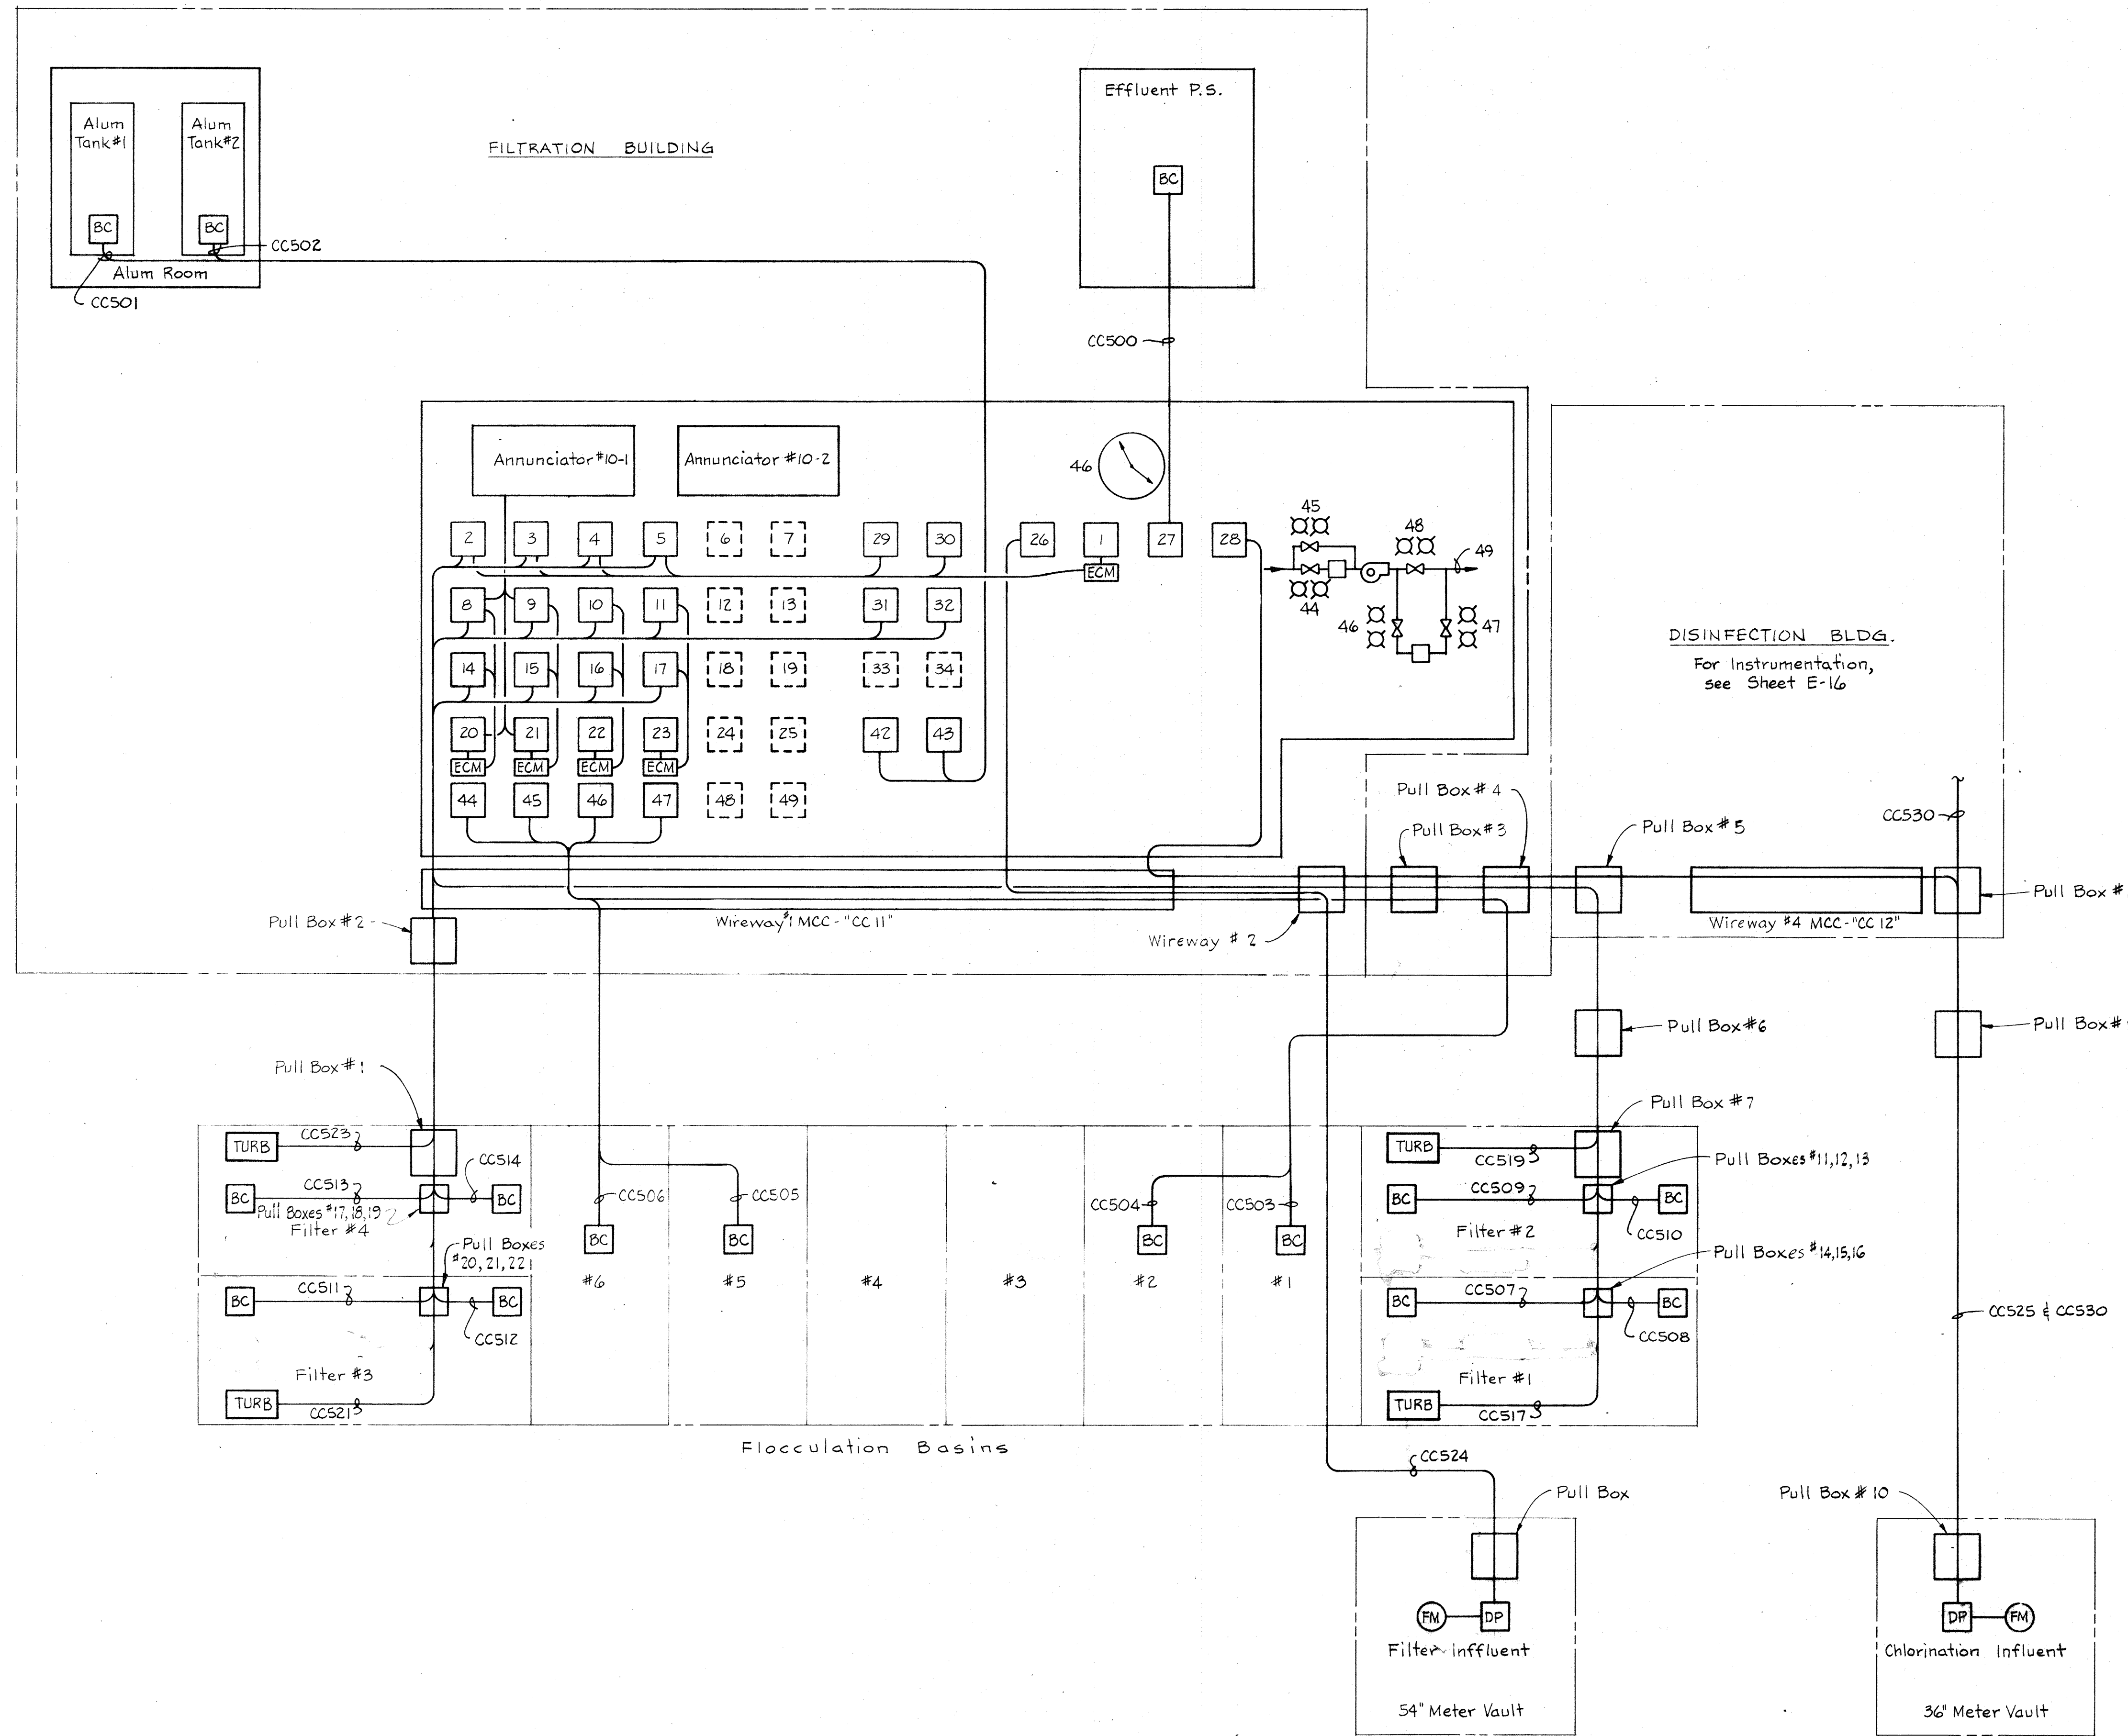 Effluent P.S.
BC
Alum
Tank#1
BC
Alum
Tank#2
BC
CC502
Alum Room
CC501
FILTRATION BUILDING
CC500
Annunciator #10-1
Annunciator #10-2
46
2 3 4 5 6 7 29 30 26 1 27 28
ECM
8 9 10 11 12 13 31 32
14 15 16 17 18 19 33 34
20 21 22 23 24 25 42 43
ECM ECM ECM ECM
44 45 46 47 48 49
45
48
49
44
46
47
DISINFECTION BLDG.
For Instrumentation,
see Sheet E-16
Pull Box # 4
Pull Box #3
Pull Box # 5
CC530
Pull Box #
Pull Box #2
Wireway #1 MCC-"CC 11"
Wireway # 2
Wireway #4 MCC-"CC 12"
Pull Box #6
Pull Box #
Pull Box #1
Pull Box #7
TURB
CC523
CC514
BC
CC513
BC
Pull Boxes #17,18,19
Filter #4
Pull Boxes
#20, 21, 22
BC
CC511
BC
CC512
Filter #3
TURB
CC521
CC506
CC505
BC
BC
CC504
CC503
BC
BC
#6
#5
#4
#3
#2
#1
TURB
CC519
Pull Boxes #11,12,13
BC
CC509
BC
CC510
Filter #2
Pull Boxes #14,15,16
BC
CC507
BC
CC508
Filter #1
TURB
CC517
CC525 & CC530
Flocculation Basins
CC524
Pull Box
Pull Box # 10
FM
DP
DP
FM
Filter Inffluent
Chlorination Influent
54" Meter Vault
36" Meter Vault